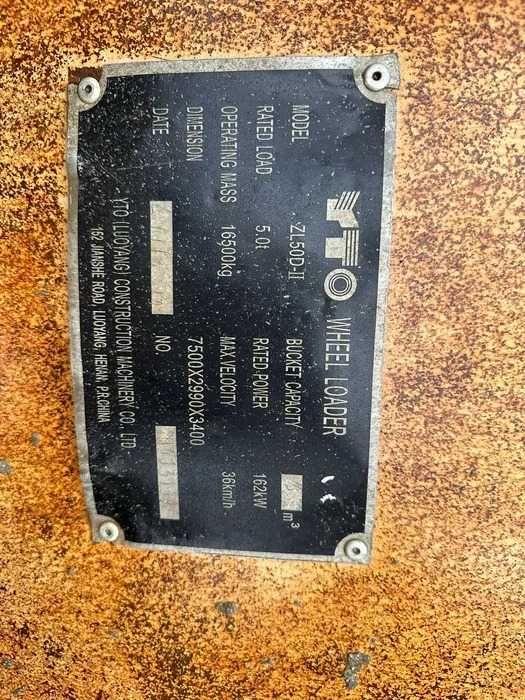 YTO WHEEL LOADER
MODEL ZL50D-II BUCKET CAPACITY m³
RATED LOAD 5.0t RATED POWER 162kW
OPERATING MASS 16500kg MAX.VELOCITY 36km/h
DIMENSION 7500X2990X3400
DATE NO.
YTO (LUOYANG) CONSTRUCTION MACHINERY CO. LTD
162 JIANSHE ROAD, LUOYANG, HENAN, P.R.CHINA